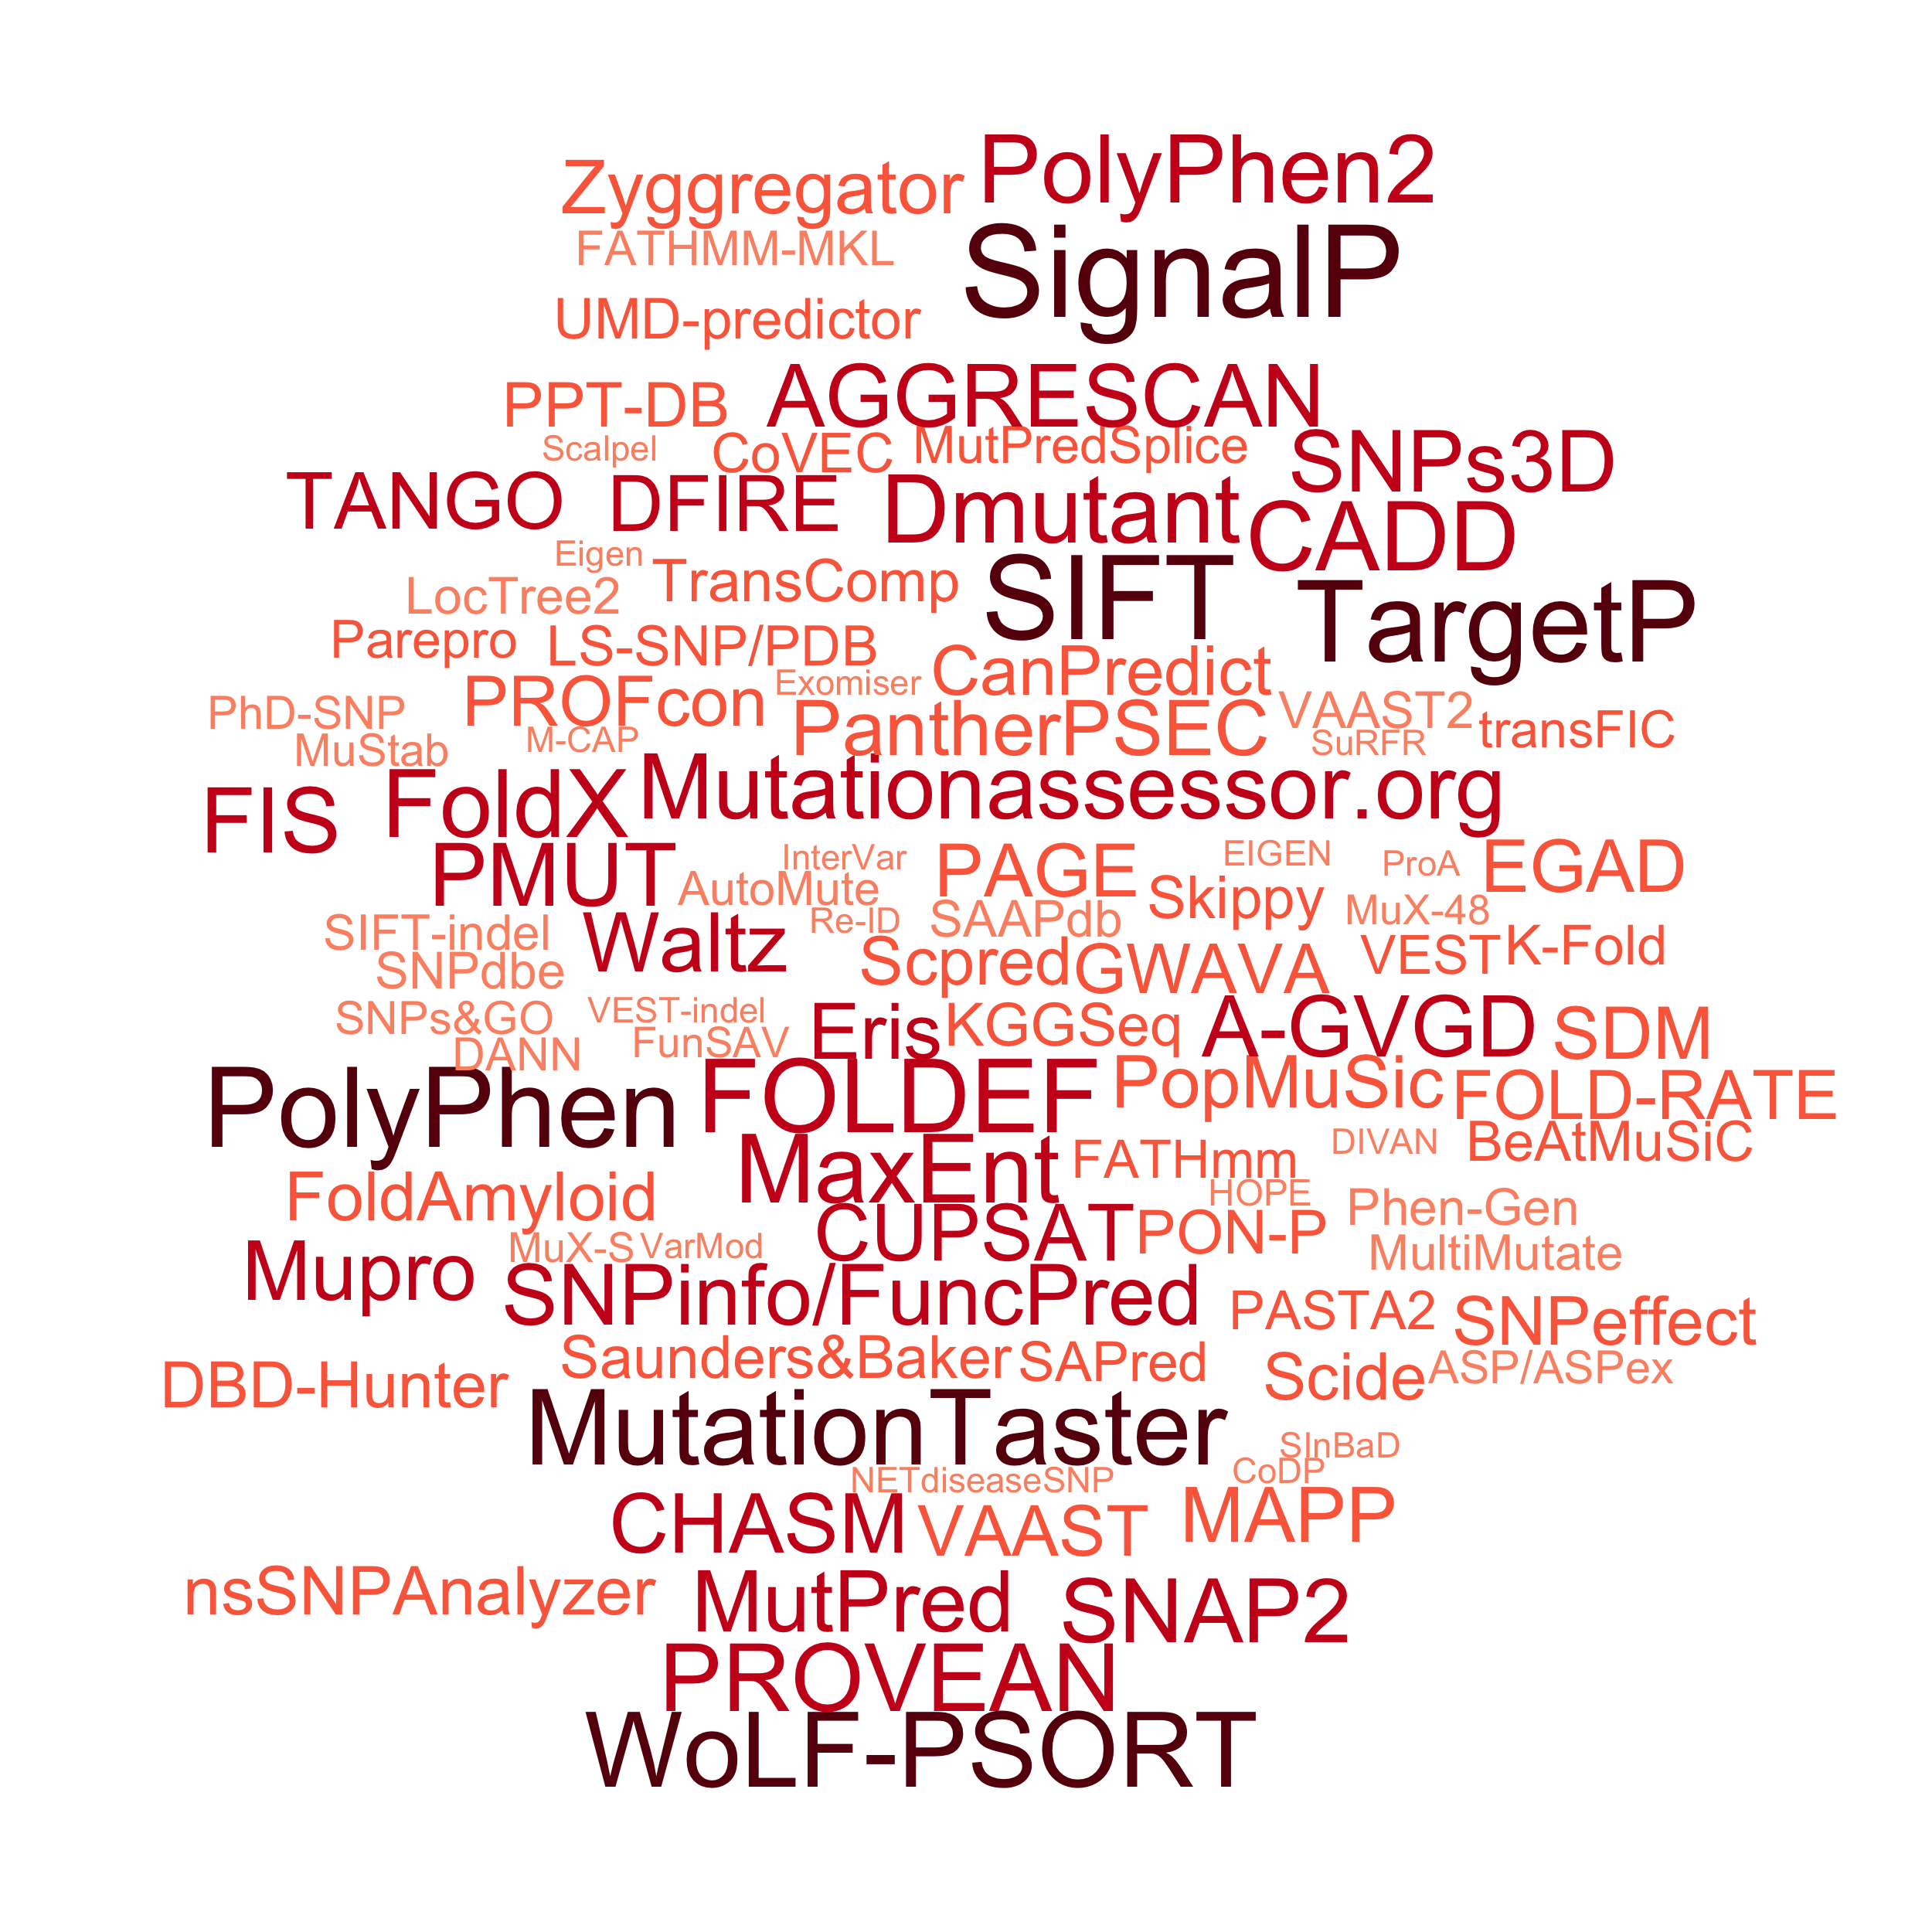 Zyggregator PolyPhen2
FATHMM-MKL SignalP
UMD-predictor
PPT-DB AGGRESCAN
Scalpel CoVEC MutPredSplice SNPs3D
TANGO DFIRE Dmutant CADD
Eigen TransComp SIFT TargetP
LocTree2
Parepro LS-SNP/PDB CanPredict
PhD-SNP PROFcon Exomiser PantherPSEC VAAST2 transFIC
MuStab M-CAP SuRFR
FIS FoldX Mutationassessor.org
PMUT InterVar PAGE EIGEN ProA EGAD
AutoMute Skippy MuX-48
SIFT-indel Waltz Re-ID SAAPdb VEST K-Fold
SNPdbe Scpred GWAVA
SNPs&GO VEST-indel Eris KGGSeq A-GVGD SDM
DANN FunSAV
PolyPhen FOLDEF PopMuSic FOLD-RATE
MaxEnt FATHmm DIVAN BeAtMuSiC
FoldAmyloid HOPE Phen-Gen
MuX-S VarMod CUPSAT PON-P MultiMutate
Mupro SNPinfo/FuncPred PASTA2 SNPeffect
DBD-Hunter Saunders&Baker SAPred Scide ASP/ASPex
MutationTaster SInBaD
NETdiseaseSNP CoDP
CHASM VAAST MAPP
nsSNPAnalyzer MutPred SNAP2
PROVEAN
WoLF-PSORT